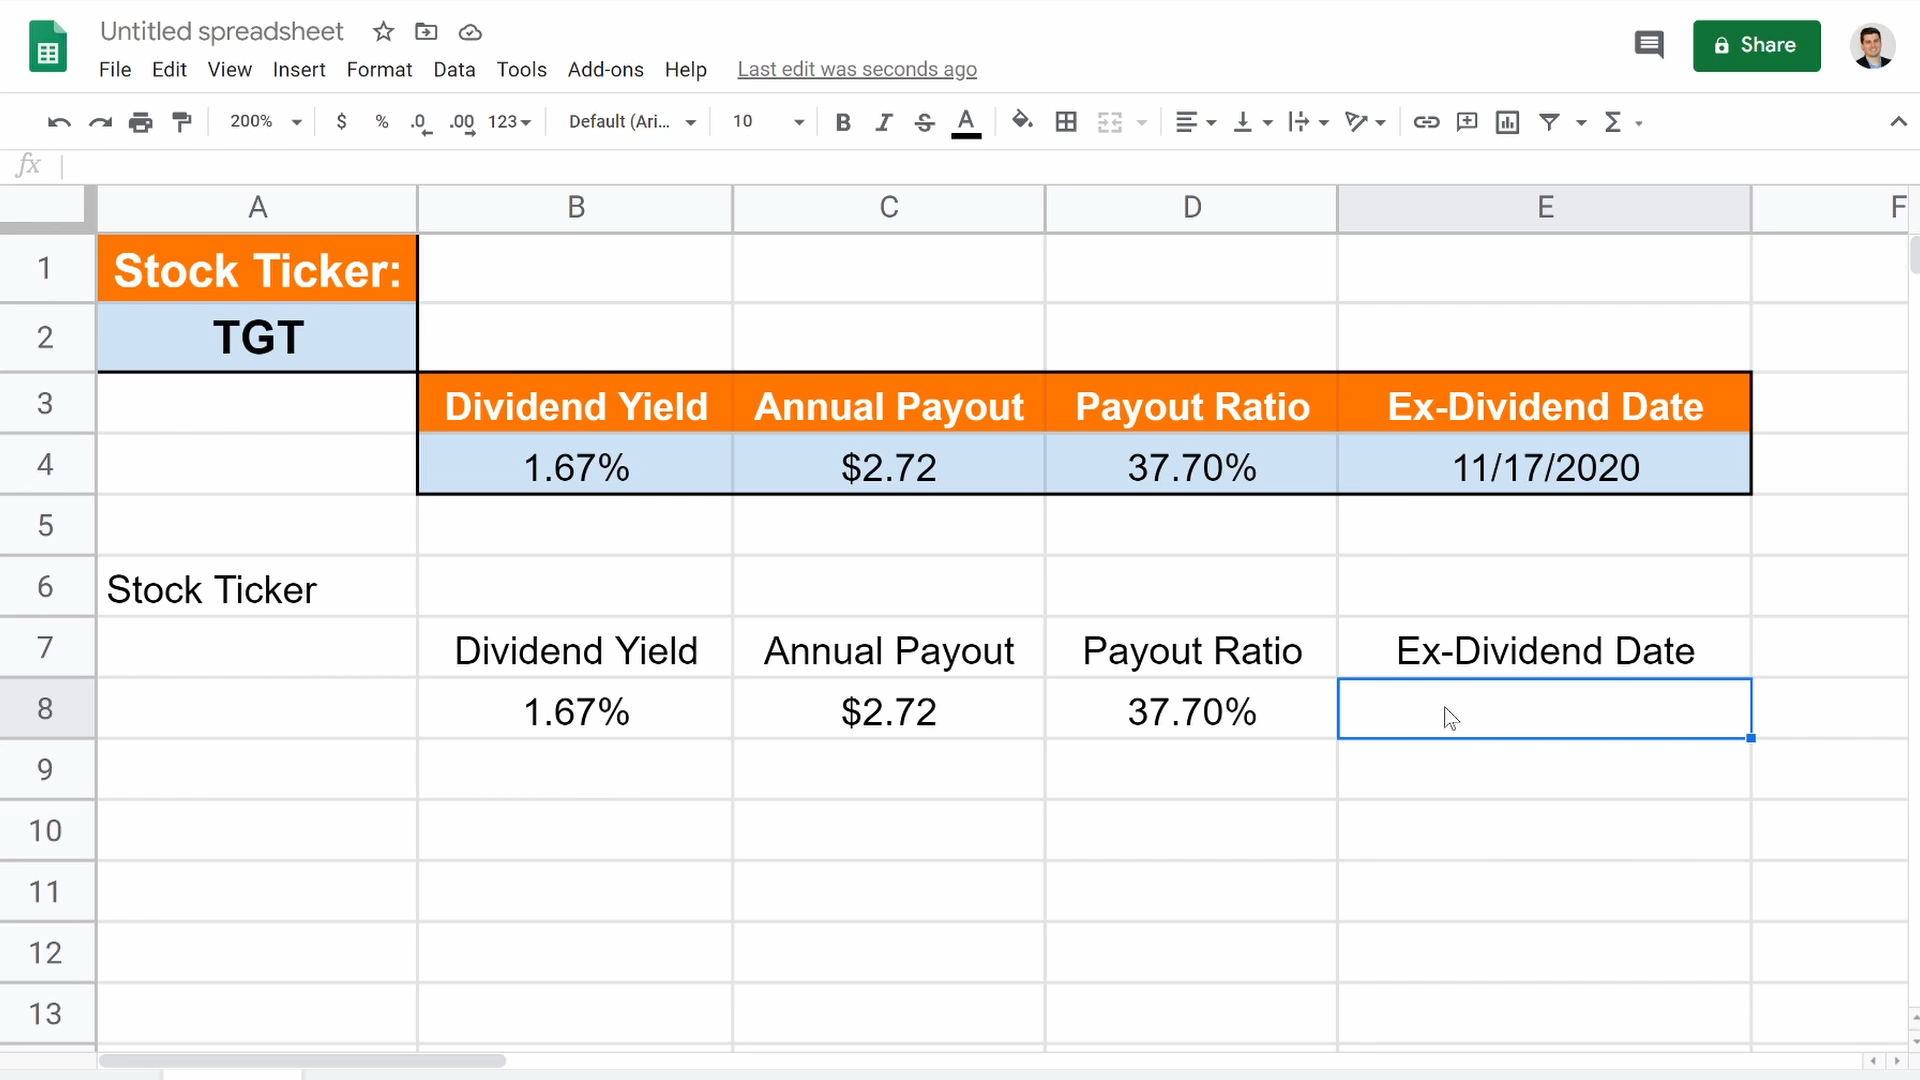 Untitled spreadsheet
File Edit View Insert Format Data Tools Add-ons Help Last edit was seconds ago
Share
200% $ % .0 .00 123 Default (Ari... 10 B I S A Σ
fx
A B C D E F
1 Stock Ticker:
2 TGT
3 Dividend Yield Annual Payout Payout Ratio Ex-Dividend Date
4 1.67% $2.72 37.70% 11/17/2020
5
6 Stock Ticker
7 Dividend Yield Annual Payout Payout Ratio Ex-Dividend Date
8 1.67% $2.72 37.70%
9
10
11
12
13